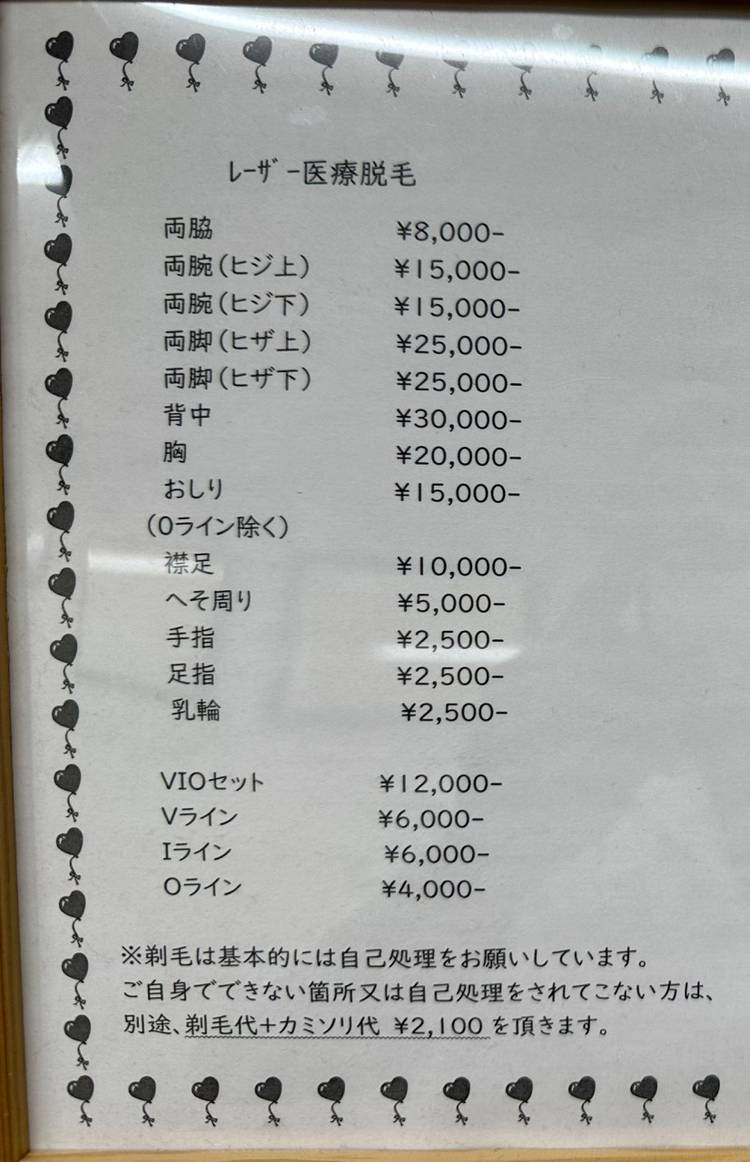 ﾚｰｻﾞｰ医療脱毛
両脇 ¥8,000-
両腕(ヒジ上) ¥15,000-
両腕(ヒジ下) ¥15,000-
両脚(ヒザ上) ¥25,000-
両脚(ヒザ下) ¥25,000-
背中 ¥30,000-
胸 ¥20,000-
おしり ¥15,000-
(Oライン除く)
襟足 ¥10,000-
へそ周り ¥5,000-
手指 ¥2,500-
足指 ¥2,500-
乳輪 ¥2,500-
VIOセット ¥12,000-
Vライン ¥6,000-
Iライン ¥6,000-
Oライン ¥4,000-
※剃毛は基本的には自己処理をお願いしています。
ご自身でできない箇所又は自己処理をされてこない方は、
別途、剃毛代+カミソリ代 ¥2,100 を頂きます。